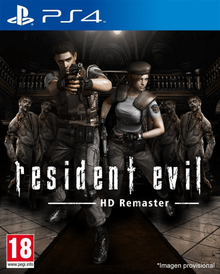 PS4
resident evil
HD Remaster
18
www.pegi.info
*Imagen provisional